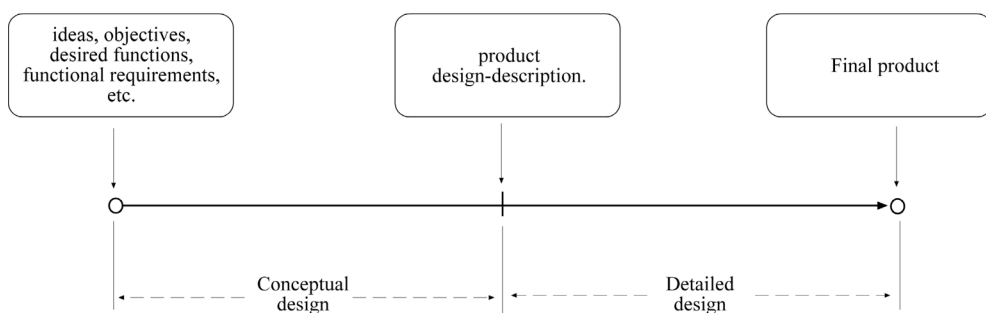 ideas, objectives,
desired functions,
functional requirements,
etc.
product
design-description.
Final product
Conceptual
design
Detailed
design